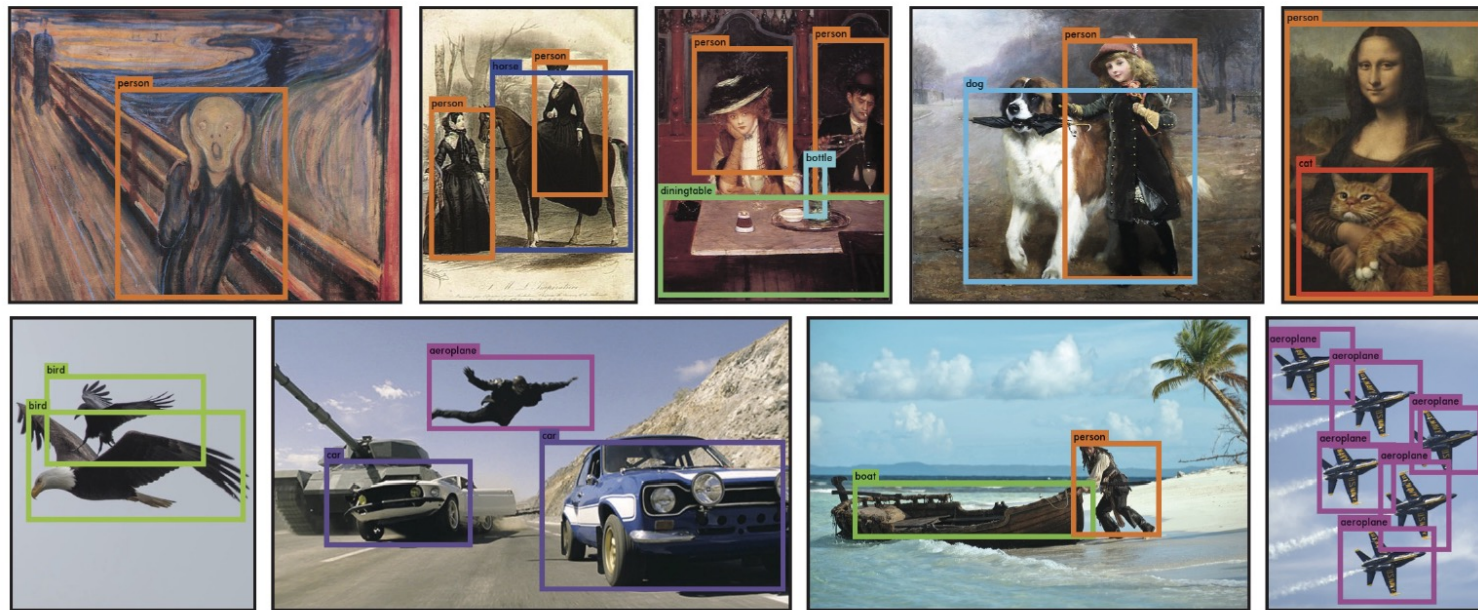 person
person
horse
person
person
person
bottle
diningtable
person
dog
person
cat
bird
bird
aeroplane
car
car
boat
person
aeroplane
aeroplane
aeroplane
aeroplane
aeroplane
aeroplane